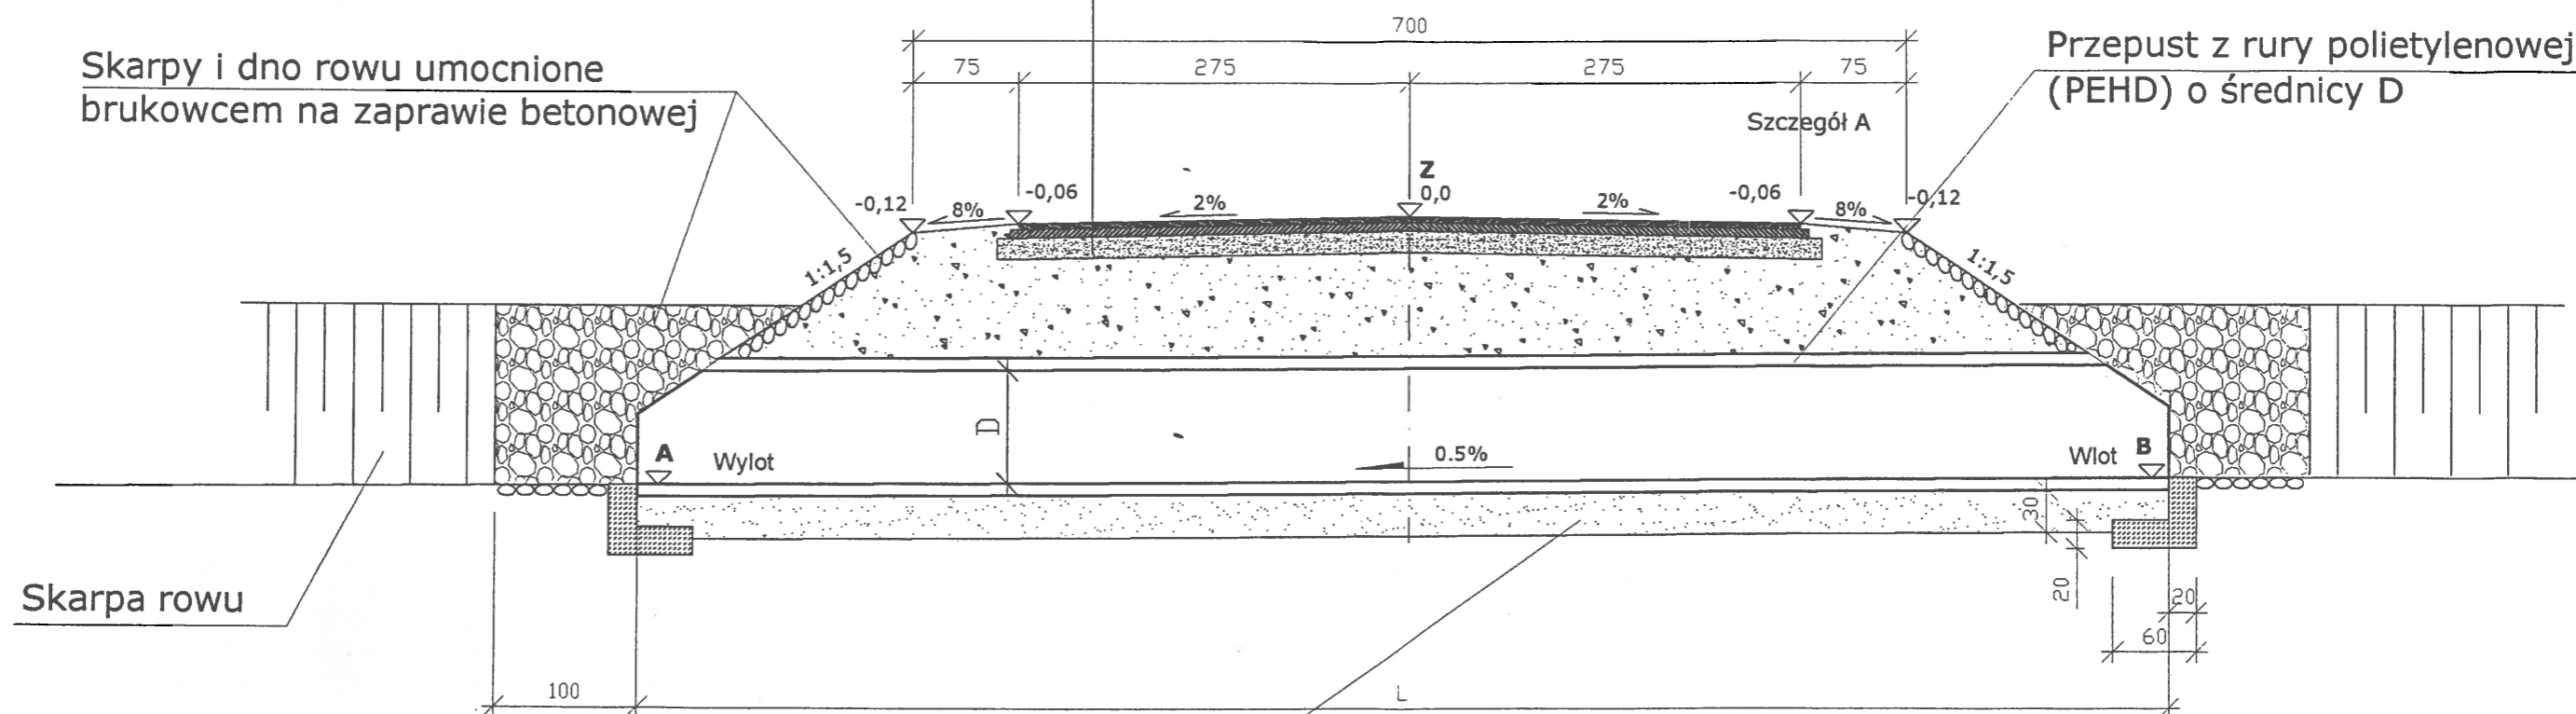 700
75 275 275 75
Skarpy i dno rowu umocnione
brukowcem na zaprawie betonowej
Przepust z rury polietylenowej
(PEHD) o średnicy D
Szczegół A
Z
-0,12 8% -0,06 2% 0,0 2% -0,06 8% -0,12
1:1,5 1:1,5
D
A Wylot 0.5% Wlot B
30
20
20
60
Skarpa rowu
100 L